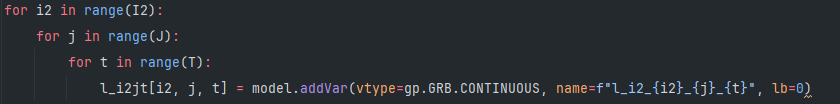 for i2 in range(I2):
    for j in range(J):
        for t in range(T):
            l_i2jt[i2, j, t] = model.addVar(vtype=gp.GRB.CONTINUOUS, name=f"l_i2_{i2}_{j}_{t}", lb=0)